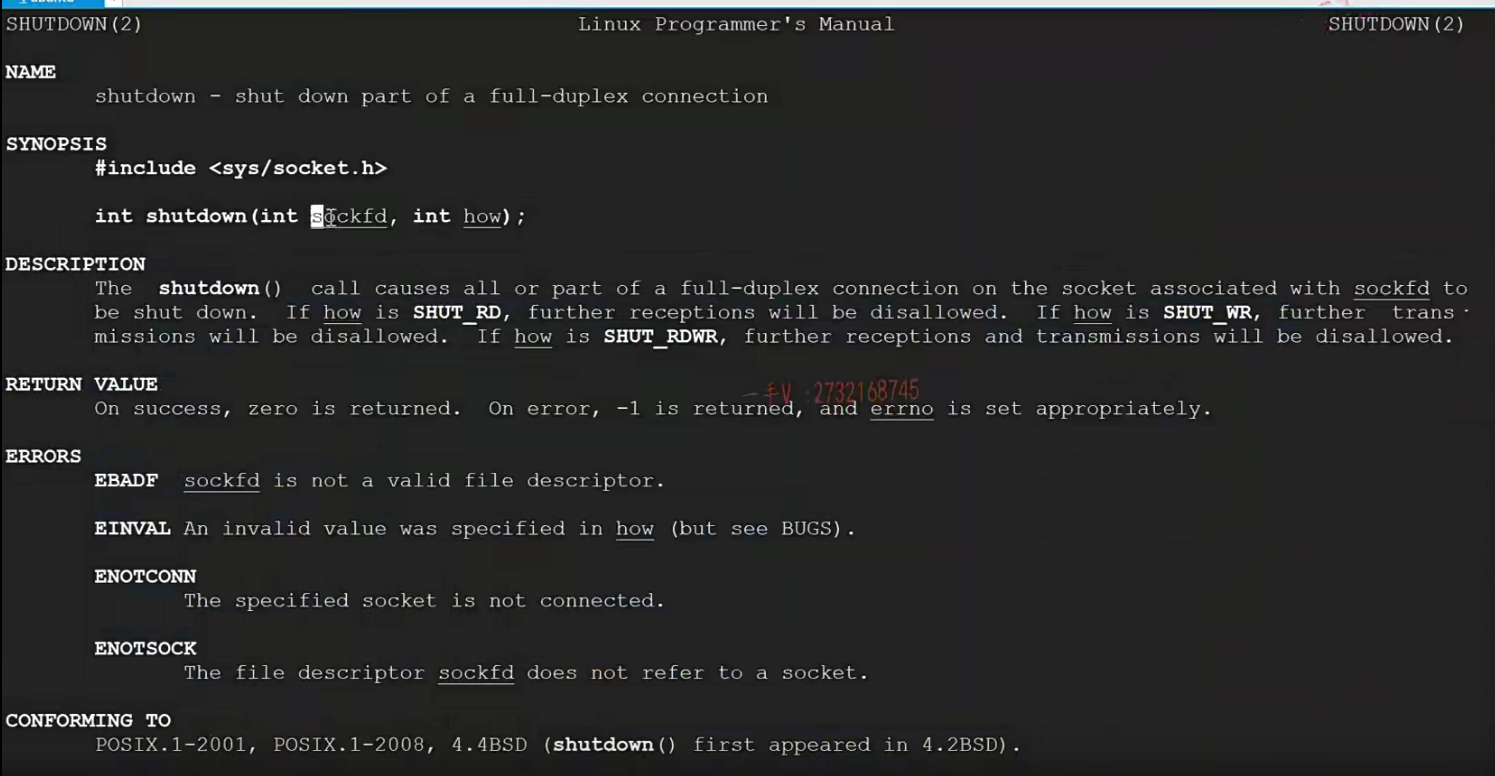 SHUTDOWN(2) Linux Programmer's Manual SHUTDOWN(2)
NAME
shutdown - shut down part of a full-duplex connection
SYNOPSIS
#include <sys/socket.h>
int shutdown(int sockfd, int how);
DESCRIPTION
The shutdown() call causes all or part of a full-duplex connection on the socket associated with sockfd to
be shut down. If how is SHUT_RD, further receptions will be disallowed. If how is SHUT_WR, further trans-
missions will be disallowed. If how is SHUT_RDWR, further receptions and transmissions will be disallowed.
RETURN VALUE
:2732168745
On success, zero is returned. On error, -1 is returned, and errno is set appropriately.
ERRORS
EBADF sockfd is not a valid file descriptor.
EINVAL An invalid value was specified in how (but see BUGS).
ENOTCONN
The specified socket is not connected.
ENOTSOCK
The file descriptor sockfd does not refer to a socket.
CONFORMING TO
POSIX.1-2001, POSIX.1-2008, 4.4BSD (shutdown() first appeared in 4.2BSD).